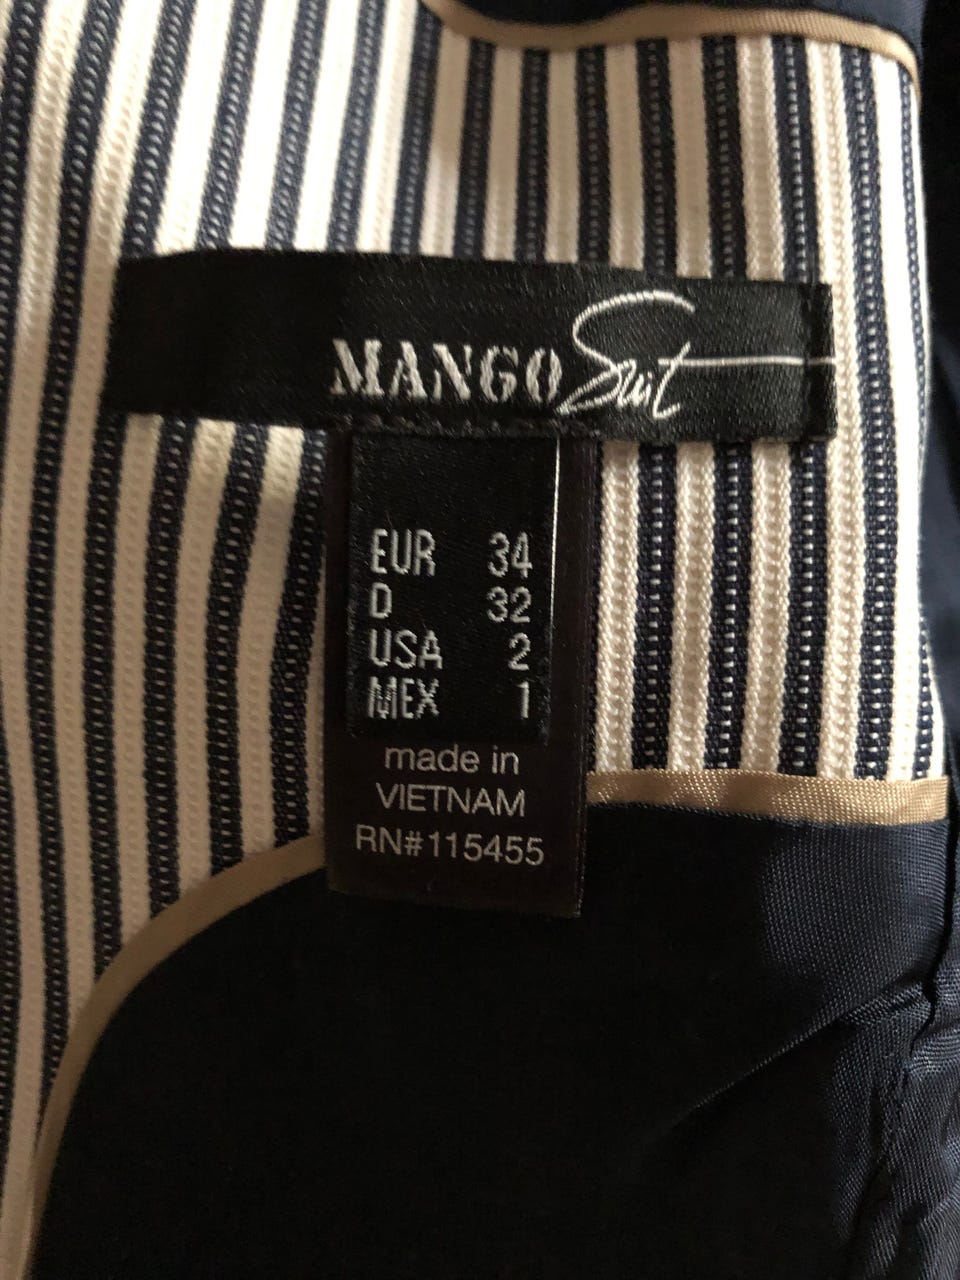 MANGO Suit
EUR 34
D 32
USA 2
MEX 1
made in
VIETNAM
RN#115455